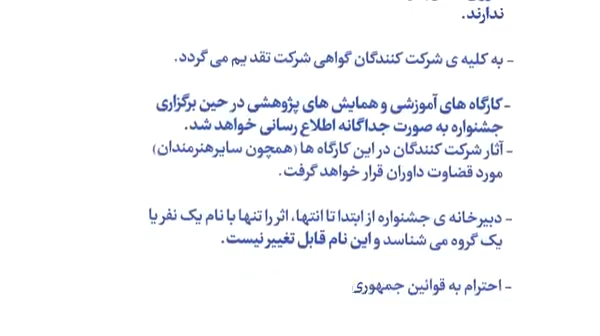 ندارند.
- به کلیه ی شرکت کنندگان گواهی شرکت تقد یم می گردد.
-کارگاه های آموزشی و همایش های پژوهشی در حین برگزاری
جشنواره به صورت جداگانه اطلاع رسانی خواهد شد.
- آثار شرکت کنندگان در این کارگاه ها (همچون سایرهنرمندان)
مورد قضاوت داوران قرار خواهد گرفت.
- دبیرخانه ی جشنواره از ابتدا تا انتها، اثر را تنها با نام یک نفر یا
یک گروه می شناسد و این نام قابل تغییر نیست.
- احترام به قوانین جمهوری